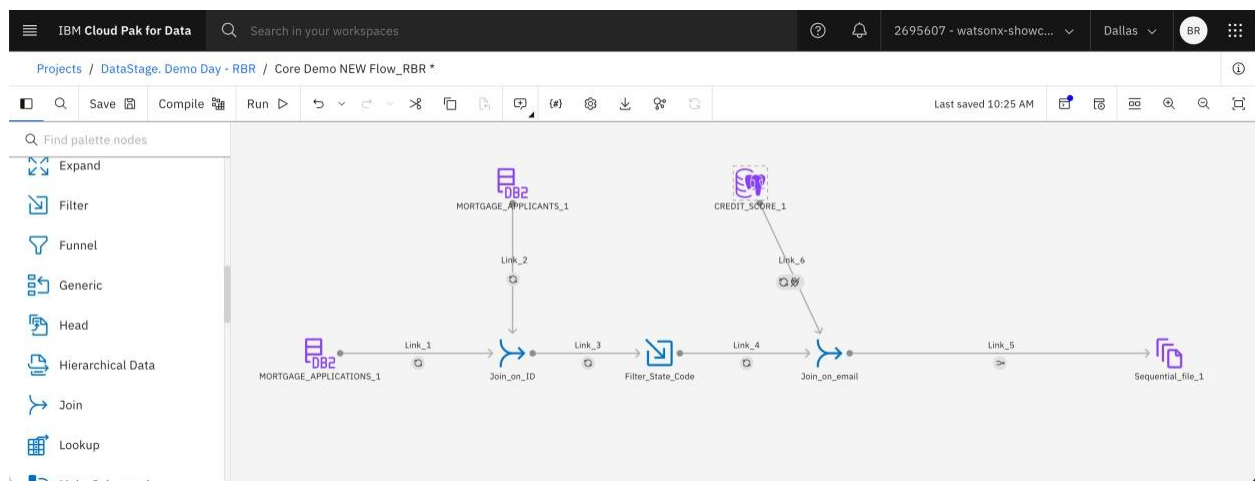 IBM Cloud Pak for Data
Search in your workspaces
2695607 - watsonx-showc...
Dallas
BR
Projects / DataStage. Demo Day - RBR / Core Demo NEW Flow_RBR *
Save
Compile
Run
{#}
Last saved 10:25 AM
Find palette nodes
Expand
Filter
Funnel
Generic
Head
Hierarchical Data
Join
Lookup
DB2
MORTGAGE_APPLICANTS_1
CREDIT_SCORE_1
Link_2
Link_6
DB2
MORTGAGE_APPLICATIONS_1
Link_1
Join_on_ID
Link_3
Filter_State_Code
Link_4
Join_on_email
Link_5
Sequential_file_1